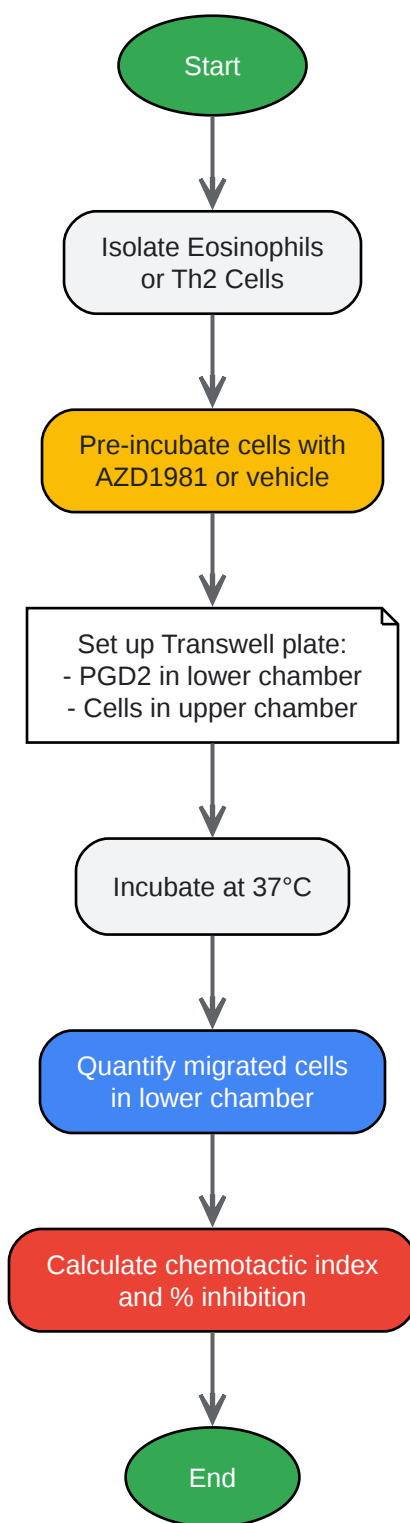 Start
Isolate Eosinophils
or Th2 Cells
Pre-incubate cells with
AZD1981 or vehicle
Set up Transwell plate:
- PGD2 in lower chamber
- Cells in upper chamber
Incubate at 37°C
Quantify migrated cells
in lower chamber
Calculate chemotactic index
and % inhibition
End